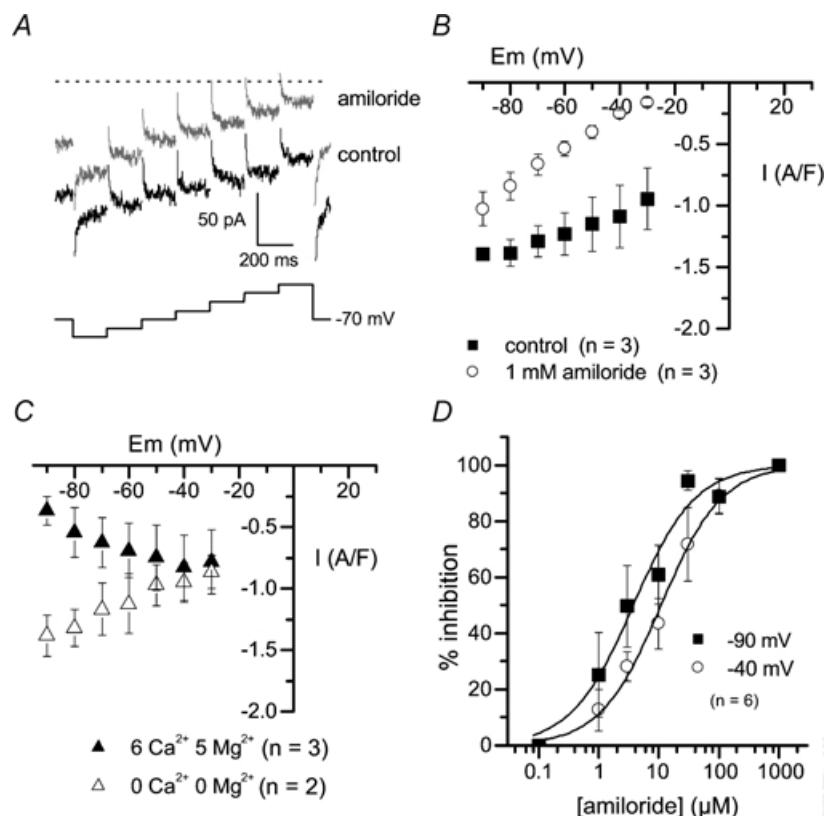 A
amiloride
control
50 pA
200 ms
-70 mV
B
Em (mV)
-80 -60 -40 -20 20
-0.5
I (A/F)
-1.0
-1.5
-2.0
control (n = 3)
1 mM amiloride (n = 3)
C
Em (mV)
-80 -60 -40 -20 20
-0.5
I (A/F)
-1.0
-1.5
-2.0
6 Ca²⁺ 5 Mg²⁺ (n = 3)
0 Ca²⁺ 0 Mg²⁺ (n = 2)
D
100
80
60
40
20
0
% inhibition
-90 mV
-40 mV
(n = 6)
0.1 1 10 100 1000
[amiloride] (µM)